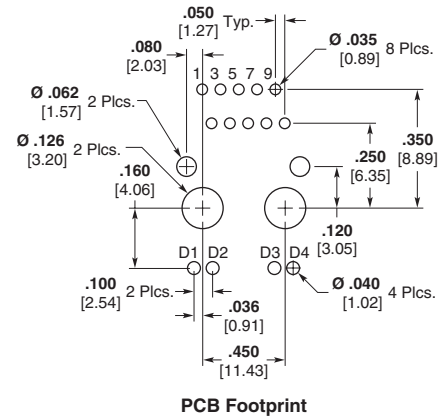 .050
[1.27] Typ.
.080
[2.03]
Ø .035
[0.89] 8 Plcs.
1 3 5 7 9
Ø .062
[1.57] 2 Plcs.
Ø .126
[3.20] 2 Plcs.
.160
[4.06]
.350
[8.89]
.250
[6.35]
.120
[3.05]
D1 D2 D3 D4
.100
[2.54] 2 Plcs.
Ø .040
[1.02] 4 Plcs.
.036
[0.91]
.450
[11.43]
PCB Footprint